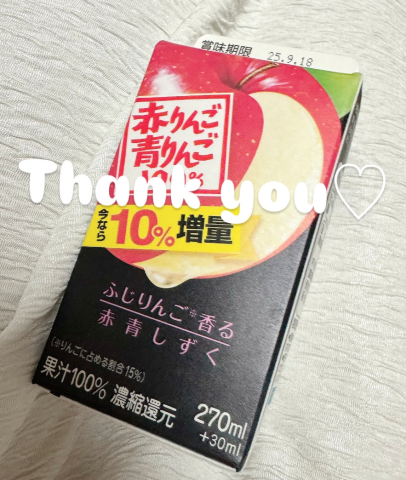 賞味期限 25.9.18
赤りんご
青りんご
100%
Thank you♡
今なら10%増量
ふじりんご※香る
赤青しずく
(※りんごに占める割合15%)
果汁100% 濃縮還元 270ml
+30ml